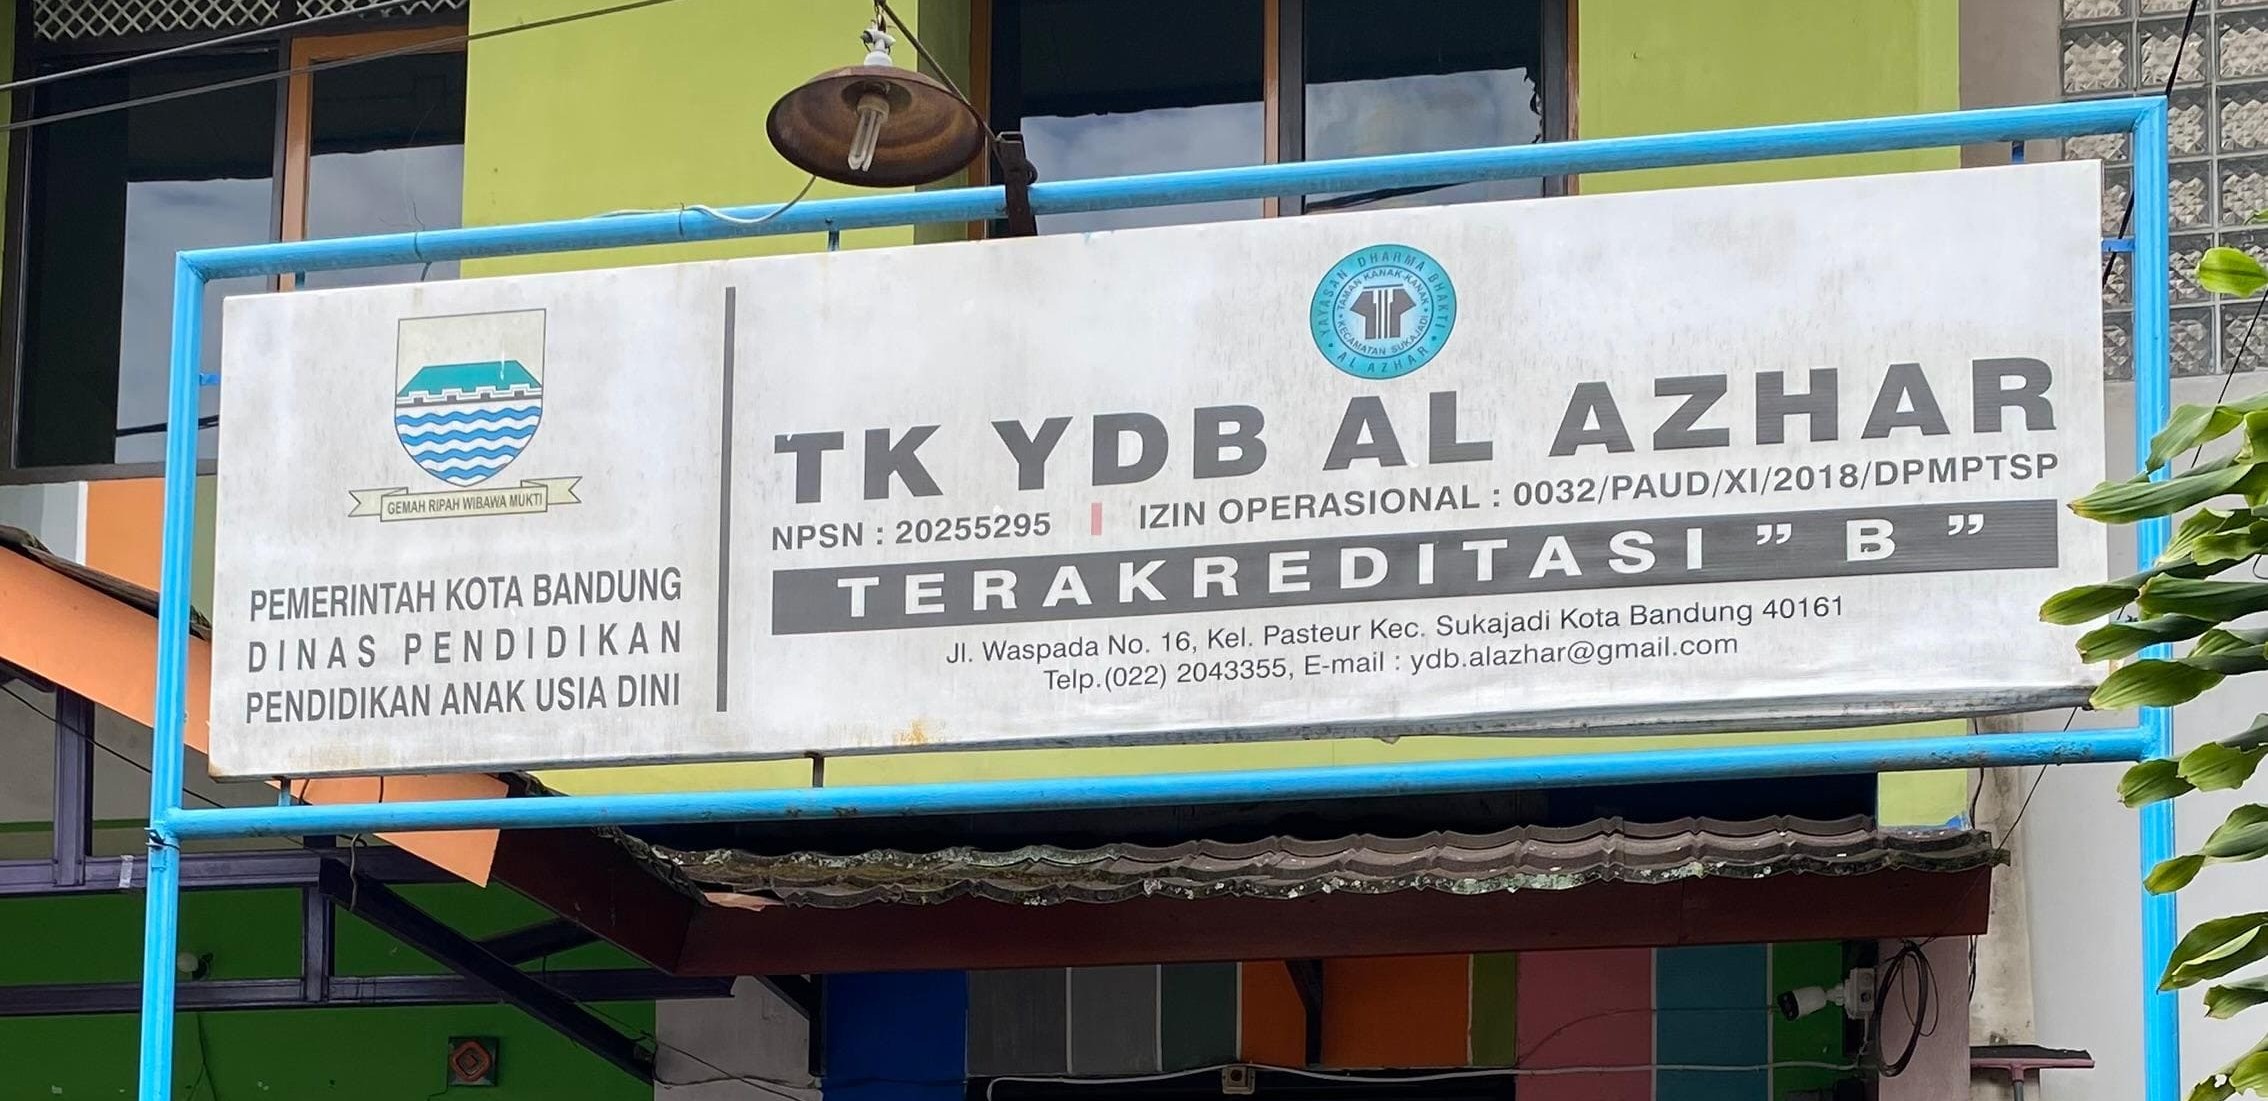 GEMAH RIPAH WIBAWA MUKTI
PEMERINTAH KOTA BANDUNG
DINAS PENDIDIKAN
PENDIDIKAN ANAK USIA DINI
YAYASAN DHARMA BHAKTI
AL AZHAR
TAMAN KANAK-KANAK
KECAMATAN SUKAJADI
TK YDB AL AZHAR
NPSN : 20255295 IZIN OPERASIONAL : 0032/PAUD/XI/2018/DPMPTSP
TERAKREDITASI ” B ”
Jl. Waspada No. 16, Kel. Pasteur Kec. Sukajadi Kota Bandung 40161
Telp.(022) 2043355, E-mail : ydb.alazhar@gmail.com